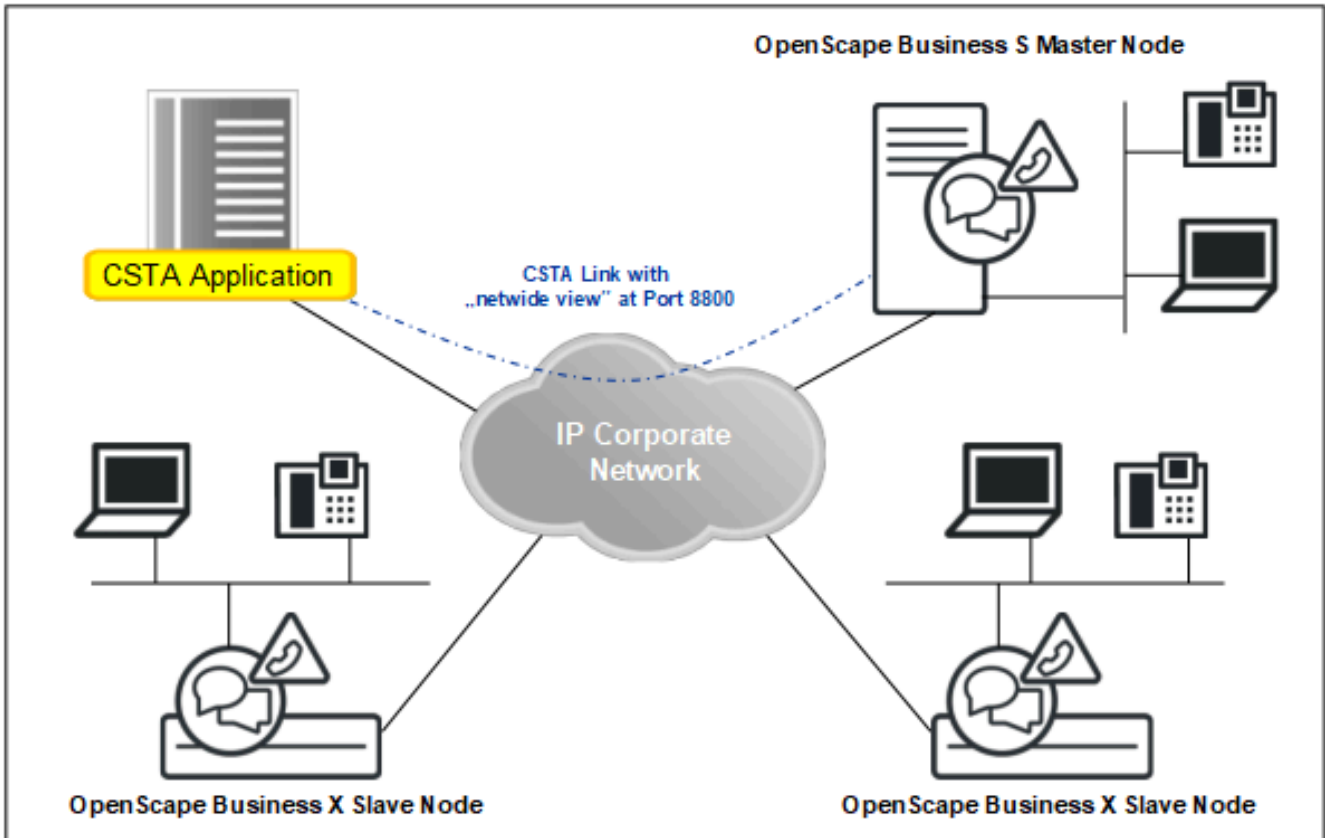 OpenScape Business S Master Node
CSTA Application
CSTA Link with
„netwide view” at Port 8800
IP Corporate
Network
OpenScape Business X Slave Node
OpenScape Business X Slave Node